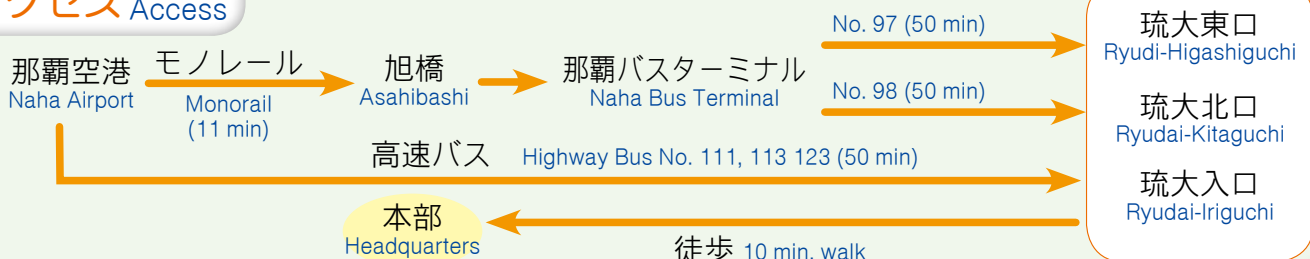 クセス Access
那覇空港
Naha Airport
モノレール
Monorail
(11 min)
旭橋
Asahibashi
那覇バスターミナル
Naha Bus Terminal
No. 97 (50 min)
No. 98 (50 min)
琉大東口
Ryudi-Higashiguchi
琉大北口
Ryudai-Kitaguchi
高速バス Highway Bus No. 111, 113 123 (50 min)
琉大入口
Ryudai-Iriguchi
本部
Headquarters
徒歩 10 min. walk